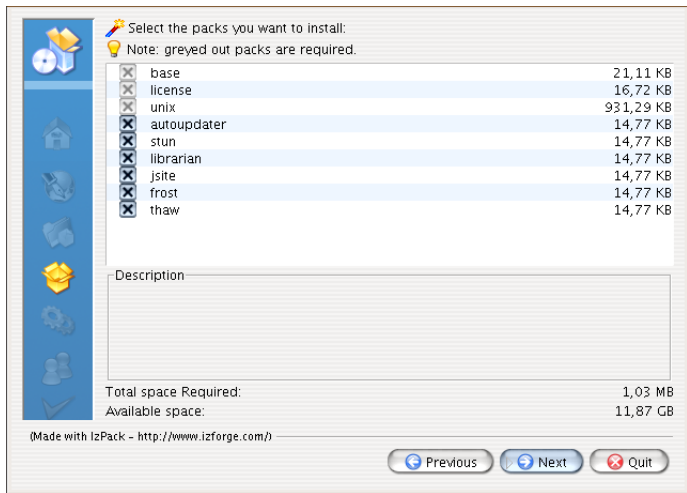 Select the packs you want to install:
Note: greyed out packs are required.
base 21,11 KB
license 16,72 KB
unix 931,29 KB
autoupdater 14,77 KB
stun 14,77 KB
librarian 14,77 KB
jsite 14,77 KB
frost 14,77 KB
thaw 14,77 KB
Description
Total space Required: 1,03 MB
Available space: 11,87 GB
(Made with IzPack - http://www.izforge.com/)
Previous Next Quit